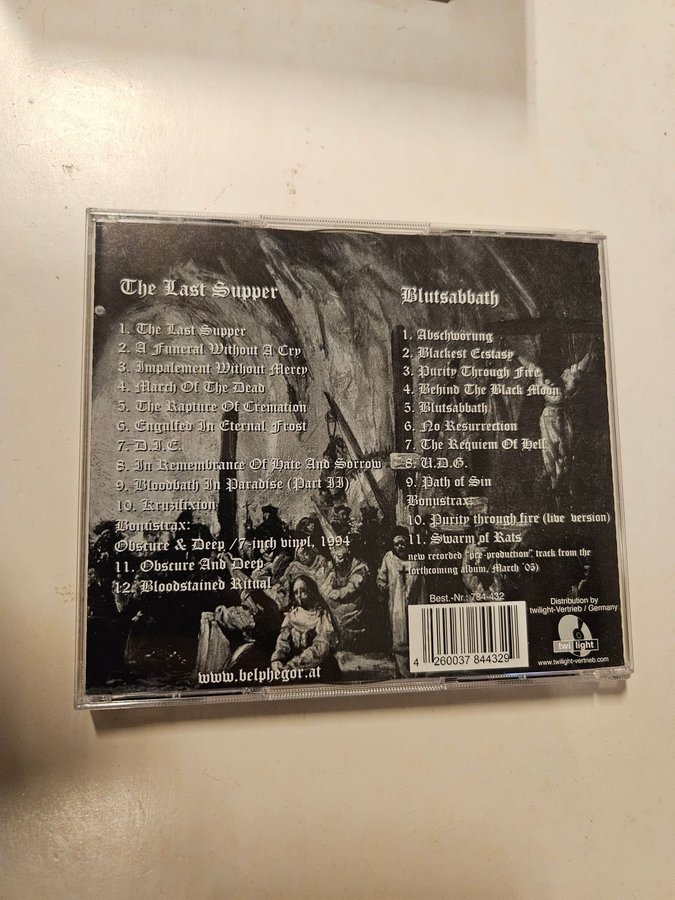 The Last Supper
1. The Last Supper
2. A Funeral Without A Cry
3. Impalement Without Mercy
4. March Of The Dead
5. The Rapture Of Cremation
6. Engulfed In Eternal Frost
7. D.I.E.
8. In Remembrance Of Hate And Sorrow
9. Bloodbath In Paradise (Part II)
10. Kruzifixion
Bonustrax:
Obscure & Deep /7-inch vinyl, 1994
11. Obscure And Deep
12. Bloodstained Ritual
www.belphegor.at
Blutsabbath
1. Abschwörung
2. Blackest Ecstasy
3. Purity Through Fire
4. Behind The Black Moon
5. Blutsabbath
6. No Resurrection
7. The Requiem Of Hell
8. U.D.G.
9. Path of Sin
Bonustrax:
10. Purity through fire (live version)
11. Swarm of Rats
new recorded "pre-production" track from the
forthcoming album, March '05)
Best.-Nr.: 784-432
4 260037 844329
Distribution by
twilight-Vertrieb / Germany
twilight
www.twilight-vertrieb.com